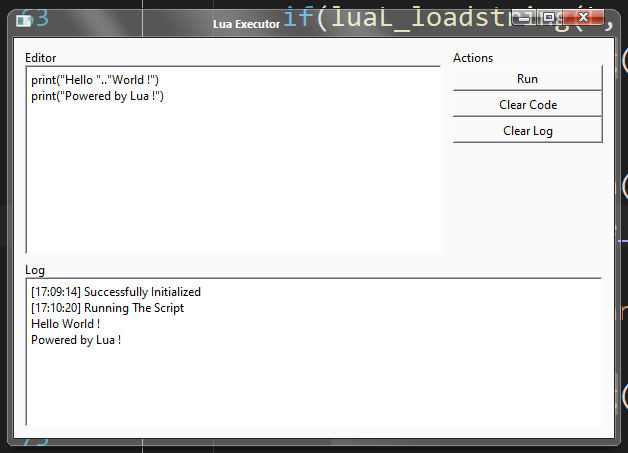 63
if(luaL_loadstring(
Lua Executor
Editor
print("Hello ".."World !")
print("Powered by Lua !")
Actions
Run
Clear Code
Clear Log
Log
[17:09:14] Successfully Initialized
[17:10:20] Running The Script
Hello World !
Powered by Lua !
73